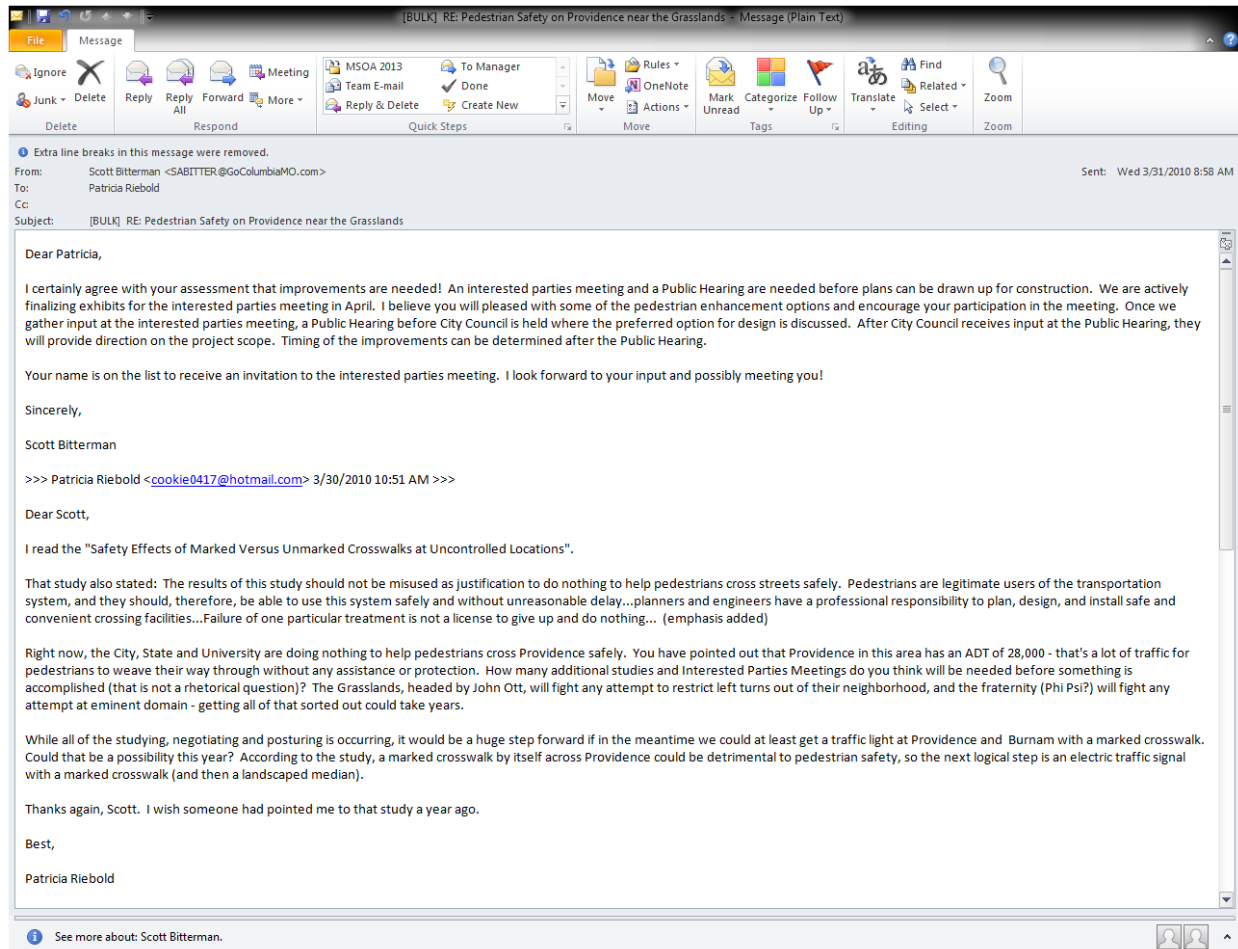 [BULK] RE: Pedestrian Safety on Providence near the Grasslands - Message (Plain Text)
File
Message
Ignore
Junk
Delete
Delete
Reply
Reply All
Forward
Meeting
More
Respond
MSOA 2013
Team E-mail
Reply & Delete
To Manager
Done
Create New
Quick Steps
Move
Rules
OneNote
Actions
Move
Mark Unread
Categorize
Follow Up
Tags
Translate
Find
Related
Select
Editing
Zoom
Zoom
Extra line breaks in this message were removed.
From: Scott Bitterman <SABITTER@GoColumbiaMO.com>
Sent: Wed 3/31/2010 8:58 AM
To: Patricia Riebold
Cc:
Subject: [BULK] RE: Pedestrian Safety on Providence near the Grasslands
Dear Patricia,
I certainly agree with your assessment that improvements are needed! An interested parties meeting and a Public Hearing are needed before plans can be drawn up for construction. We are actively
finalizing exhibits for the interested parties meeting in April. I believe you will pleased with some of the pedestrian enhancement options and encourage your participation in the meeting. Once we
gather input at the interested parties meeting, a Public Hearing before City Council is held where the preferred option for design is discussed. After City Council receives input at the Public Hearing, they
will provide direction on the project scope. Timing of the improvements can be determined after the Public Hearing.
Your name is on the list to receive an invitation to the interested parties meeting. I look forward to your input and possibly meeting you!
Sincerely,
Scott Bitterman
>>> Patricia Riebold <cookie0417@hotmail.com> 3/30/2010 10:51 AM >>>
Dear Scott,
I read the "Safety Effects of Marked Versus Unmarked Crosswalks at Uncontrolled Locations".
That study also stated: The results of this study should not be misused as justification to do nothing to help pedestrians cross streets safely. Pedestrians are legitimate users of the transportation
system, and they should, therefore, be able to use this system safely and without unreasonable delay...planners and engineers have a professional responsibility to plan, design, and install safe and
convenient crossing facilities...Failure of one particular treatment is not a license to give up and do nothing... (emphasis added)
Right now, the City, State and University are doing nothing to help pedestrians cross Providence safely. You have pointed out that Providence in this area has an ADT of 28,000 - that's a lot of traffic for
pedestrians to weave their way through without any assistance or protection. How many additional studies and Interested Parties Meetings do you think will be needed before something is
accomplished (that is not a rhetorical question)? The Grasslands, headed by John Ott, will fight any attempt to restrict left turns out of their neighborhood, and the fraternity (Phi Psi?) will fight any
attempt at eminent domain - getting all of that sorted out could take years.
While all of the studying, negotiating and posturing is occurring, it would be a huge step forward if in the meantime we could at least get a traffic light at Providence and Burnam with a marked crosswalk.
Could that be a possibility this year? According to the study, a marked crosswalk by itself across Providence could be detrimental to pedestrian safety, so the next logical step is an electric traffic signal
with a marked crosswalk (and then a landscaped median).
Thanks again, Scott. I wish someone had pointed me to that study a year ago.
Best,
Patricia Riebold
See more about: Scott Bitterman.